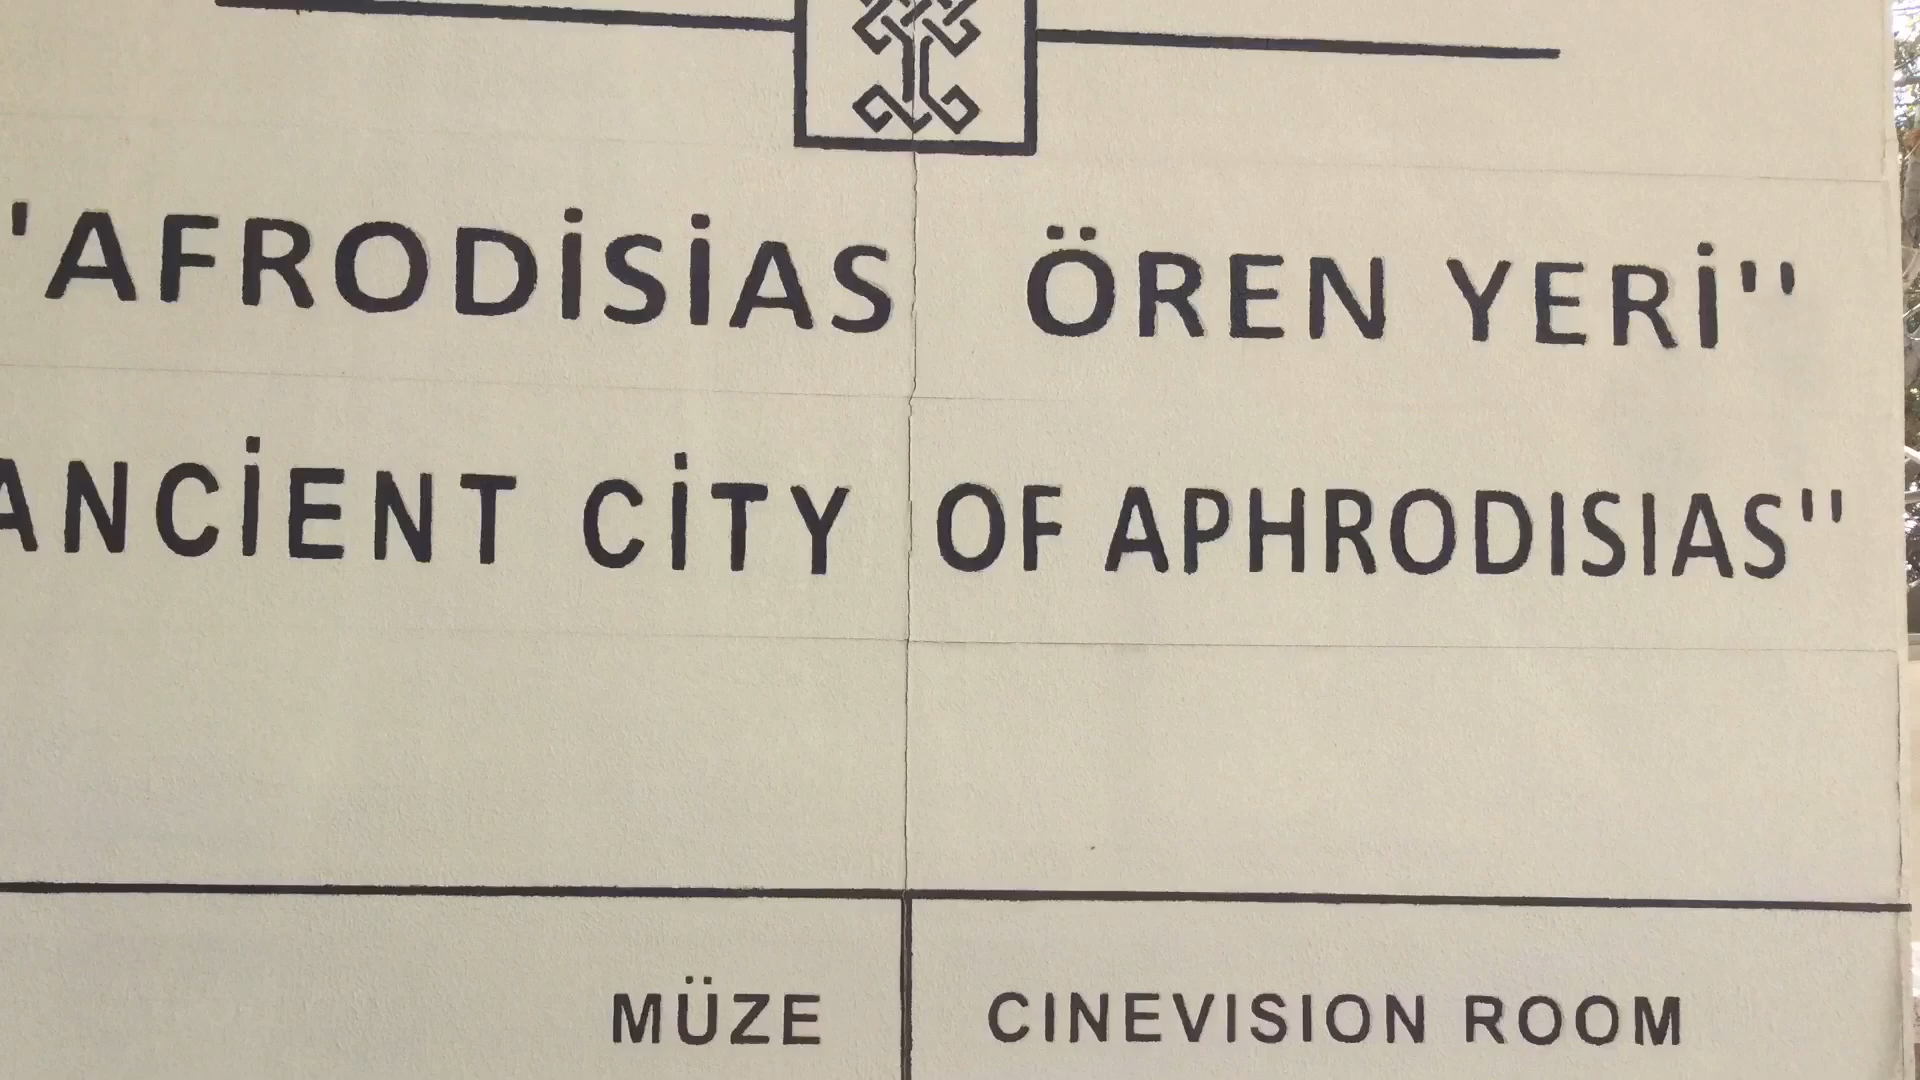 'AFRODİSİAS ÖREN YERİ''
ANCİENT CİTY OF APHRODISIAS''
MÜZE
CINEVISION ROOM